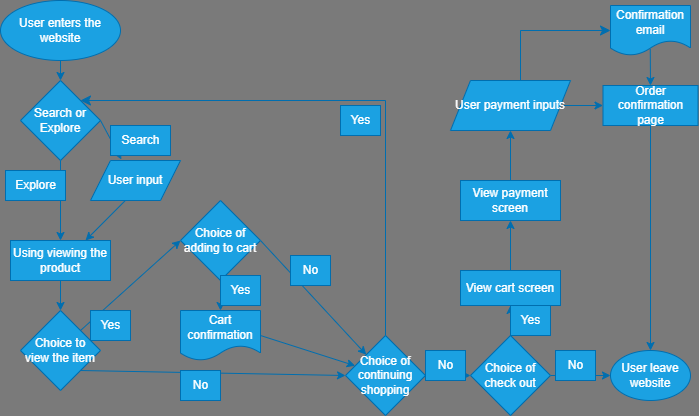 User enters the
website
Confirmation
email
Search or
Explore
Search
Yes
User payment inputs
Order
confirmation
page
Explore
User input
View payment
screen
Using viewing the
product
Choice of
adding to cart
No
Yes
View cart screen
Choice to
view the item
Yes
Cart
confirmation
Yes
No
Choice of
continuing
shopping
No
Choice of
check out
No
User leave
website